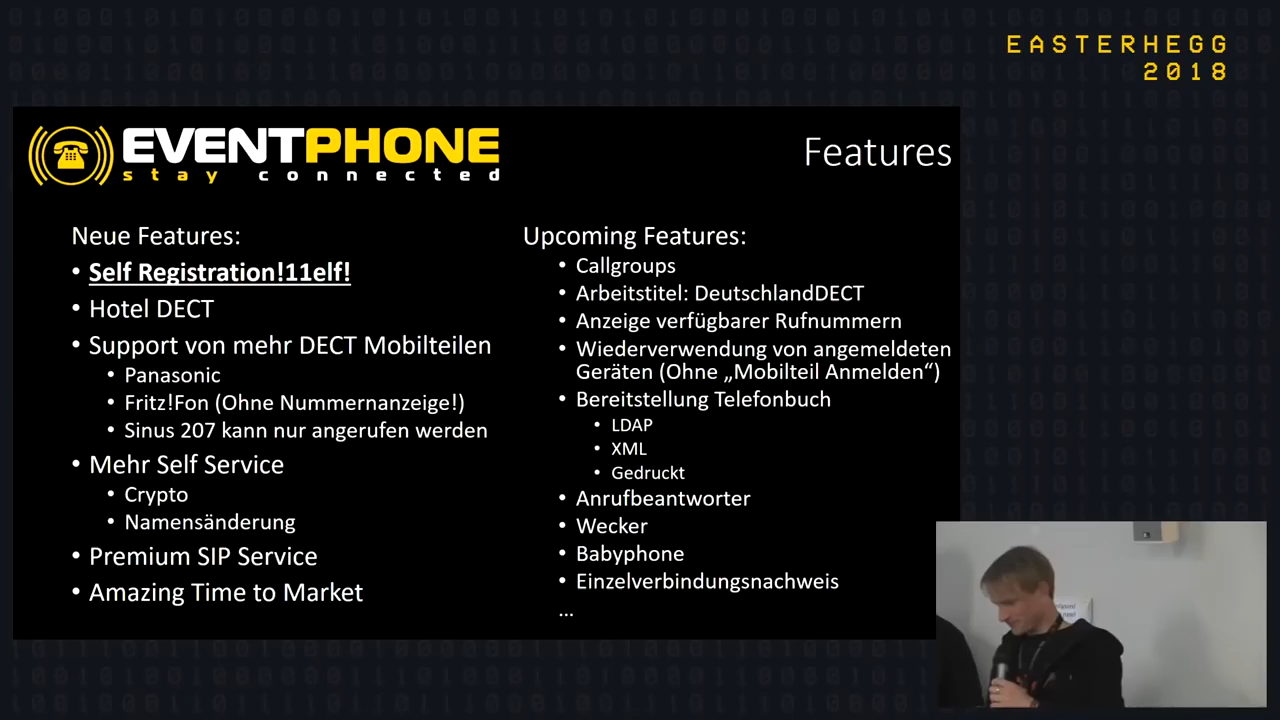 EASTERHEGG
2018
EVENTPHONE
stay connected
Features
Neue Features:
• Self Registration!11elf!
• Hotel DECT
• Support von mehr DECT Mobilteilen
• Panasonic
• Fritz!Fon (Ohne Nummernanzeige!)
• Sinus 207 kann nur angerufen werden
• Mehr Self Service
• Crypto
• Namensänderung
• Premium SIP Service
• Amazing Time to Market
Upcoming Features:
• Callgroups
• Arbeitstitel: DeutschlandDECT
• Anzeige verfügbarer Rufnummern
• Wiederverwendung von angemeldeten
Geräten (Ohne „Mobilteil Anmelden“)
• Bereitstellung Telefonbuch
• LDAP
• XML
• Gedruckt
• Anrufbeantworter
• Wecker
• Babyphone
• Einzelverbindungsnachweis
...